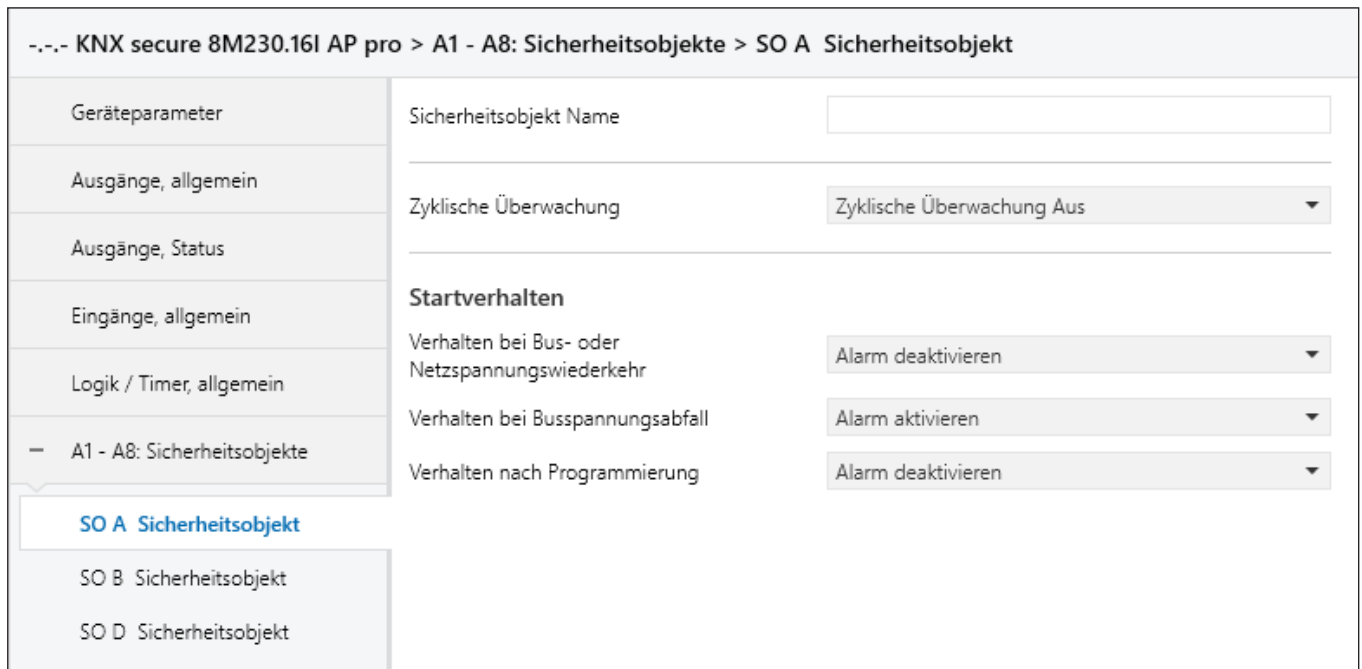 -.-.- KNX secure 8M230.16I AP pro > A1 - A8: Sicherheitsobjekte > SO A  Sicherheitsobjekt
Geräteparameter
Ausgänge, allgemein
Ausgänge, Status
Eingänge, allgemein
Logik / Timer, allgemein
– A1 - A8: Sicherheitsobjekte
SO A  Sicherheitsobjekt
SO B  Sicherheitsobjekt
SO D  Sicherheitsobjekt
Sicherheitsobjekt Name
Zyklische Überwachung
Zyklische Überwachung Aus
Startverhalten
Verhalten bei Bus- oder
Netzspannungswiederkehr
Alarm deaktivieren
Verhalten bei Busspannungsabfall
Alarm aktivieren
Verhalten nach Programmierung
Alarm deaktivieren